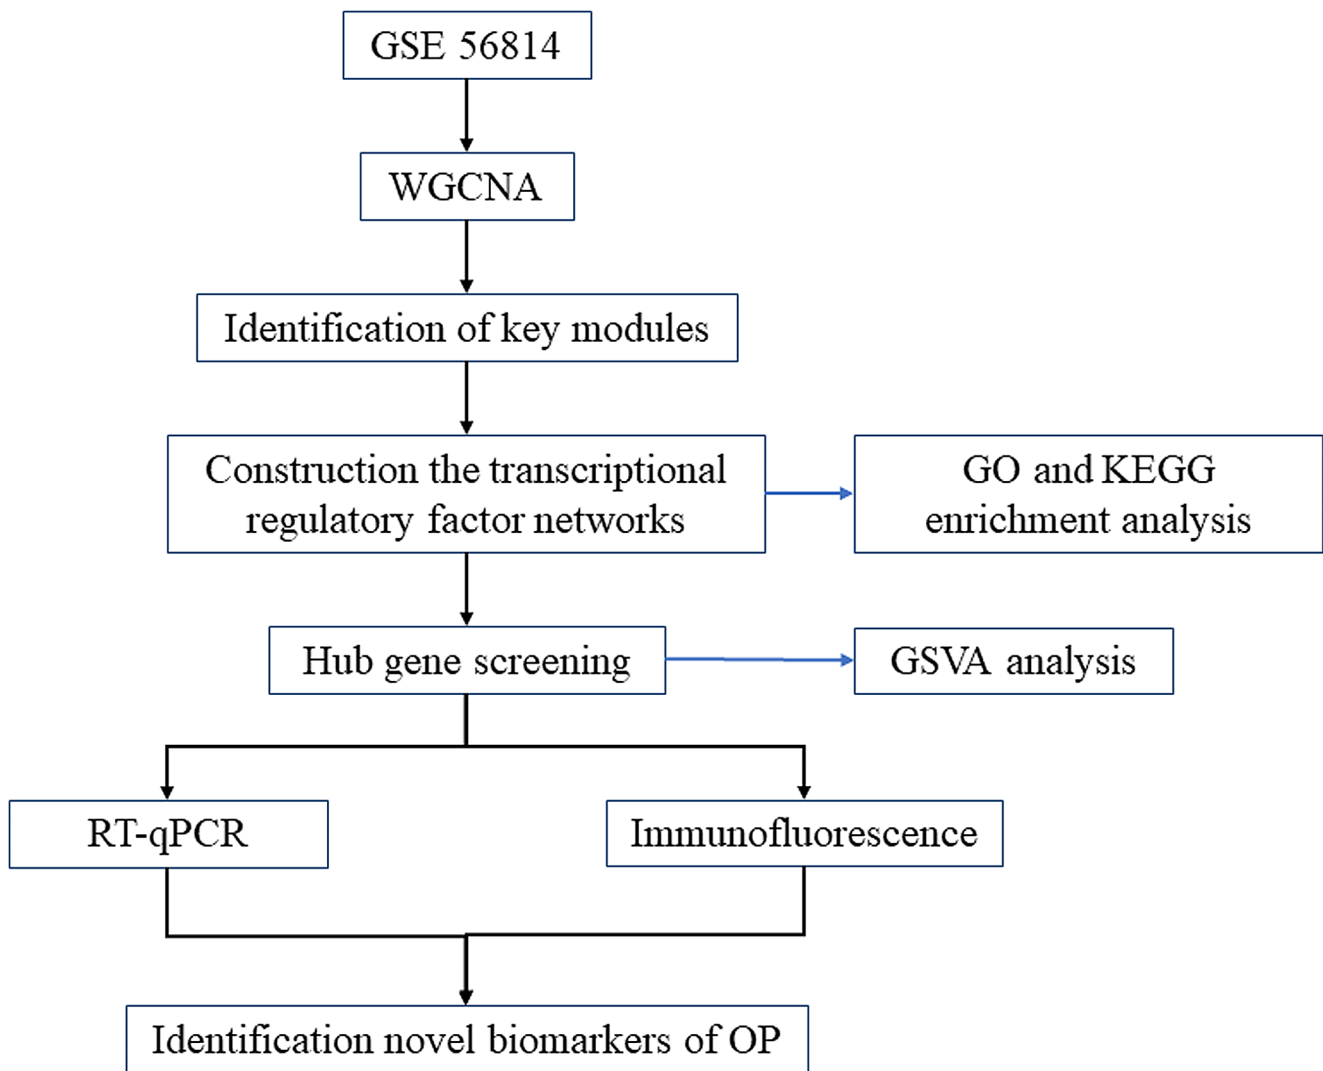 GSE 56814
WGCNA
Identification of key modules
Construction the transcriptional
regulatory factor networks
GO and KEGG
enrichment analysis
Hub gene screening
GSVA analysis
RT-qPCR
Immunofluorescence
Identification novel biomarkers of OP